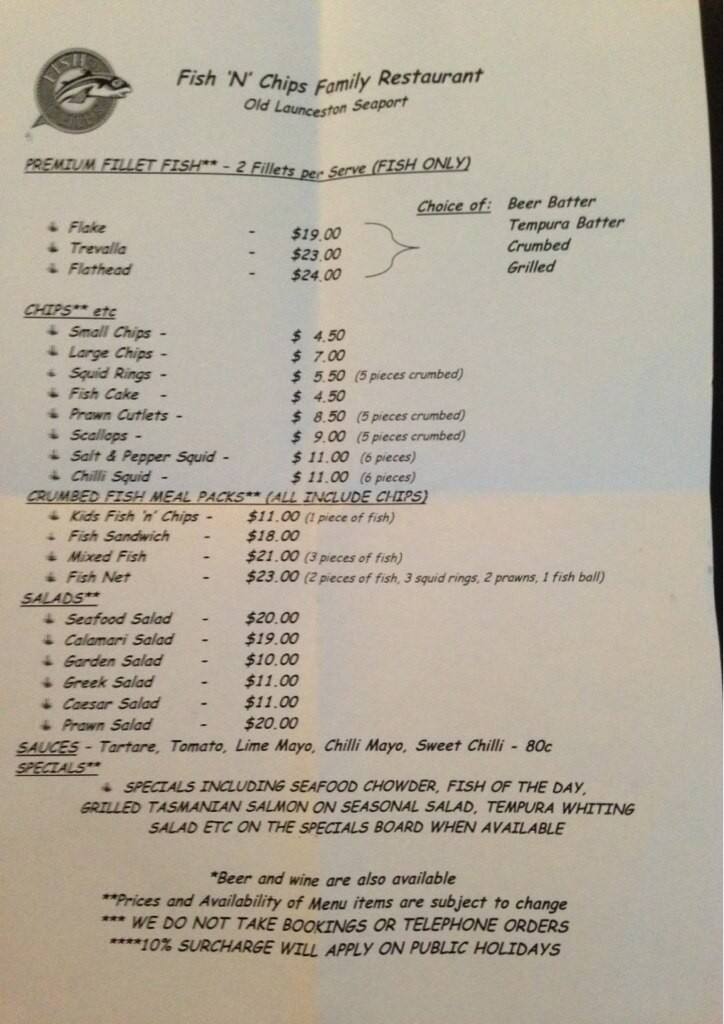 FISH
Fish 'N' Chips Family Restaurant
Old Launceston Seaport
PREMIUM FILLET FISH** - 2 Fillets per Serve (FISH ONLY)
Choice of: Beer Batter
Tempura Batter
Crumbed
Grilled
Flake - $19.00
Trevalla - $23.00
Flathead - $24.00
CHIPS** etc
Small Chips - $ 4.50
Large Chips - $ 7.00
Squid Rings - $ 5.50 (5 pieces crumbed)
Fish Cake - $ 4.50
Prawn Cutlets - $ 8.50 (5 pieces crumbed)
Scallops - $ 9.00 (5 pieces crumbed)
Salt & Pepper Squid - $ 11.00 (6 pieces)
Chilli Squid - $ 11.00 (6 pieces)
CRUMBED FISH MEAL PACKS** (ALL INCLUDE CHIPS)
Kids Fish 'n' Chips - $11.00 (1 piece of fish)
Fish Sandwich - $18.00
Mixed Fish - $21.00 (3 pieces of fish)
Fish Net - $23.00 (2 pieces of fish, 3 squid rings, 2 prawns, 1 fish ball)
SALADS**
Seafood Salad - $20.00
Calamari Salad - $19.00
Garden Salad - $10.00
Greek Salad - $11.00
Caesar Salad - $11.00
Prawn Salad - $20.00
SAUCES - Tartare, Tomato, Lime Mayo, Chilli Mayo, Sweet Chilli - 80c
SPECIALS**
SPECIALS INCLUDING SEAFOOD CHOWDER, FISH OF THE DAY,
GRILLED TASMANIAN SALMON ON SEASONAL SALAD, TEMPURA WHITING
SALAD ETC ON THE SPECIALS BOARD WHEN AVAILABLE
*Beer and wine are also available
**Prices and Availability of Menu items are subject to change
*** WE DO NOT TAKE BOOKINGS OR TELEPHONE ORDERS
****10% SURCHARGE WILL APPLY ON PUBLIC HOLIDAYS